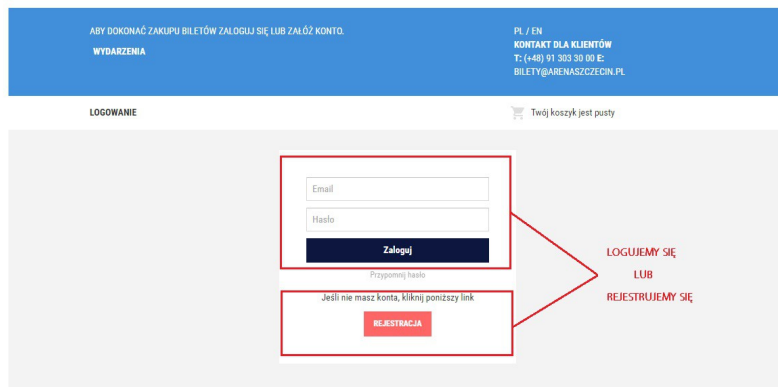 ABY DOKONAĆ ZAKUPU BILETÓW ZALOGUJ SIĘ LUB ZAŁÓŻ KONTO.
WYDARZENIA
PL / EN
KONTAKT DLA KLIENTÓW
T: (+48) 91 303 30 00 E:
BILETY@ARENASZCZECIN.PL
LOGOWANIE
Twój koszyk jest pusty
Email
Hasło
Zaloguj
Przypomnij hasło
Jeśli nie masz konta, kliknij poniższy link
REJESTRACJA
LOGUJEMY SIĘ
LUB
REJESTRUJEMY SIĘ